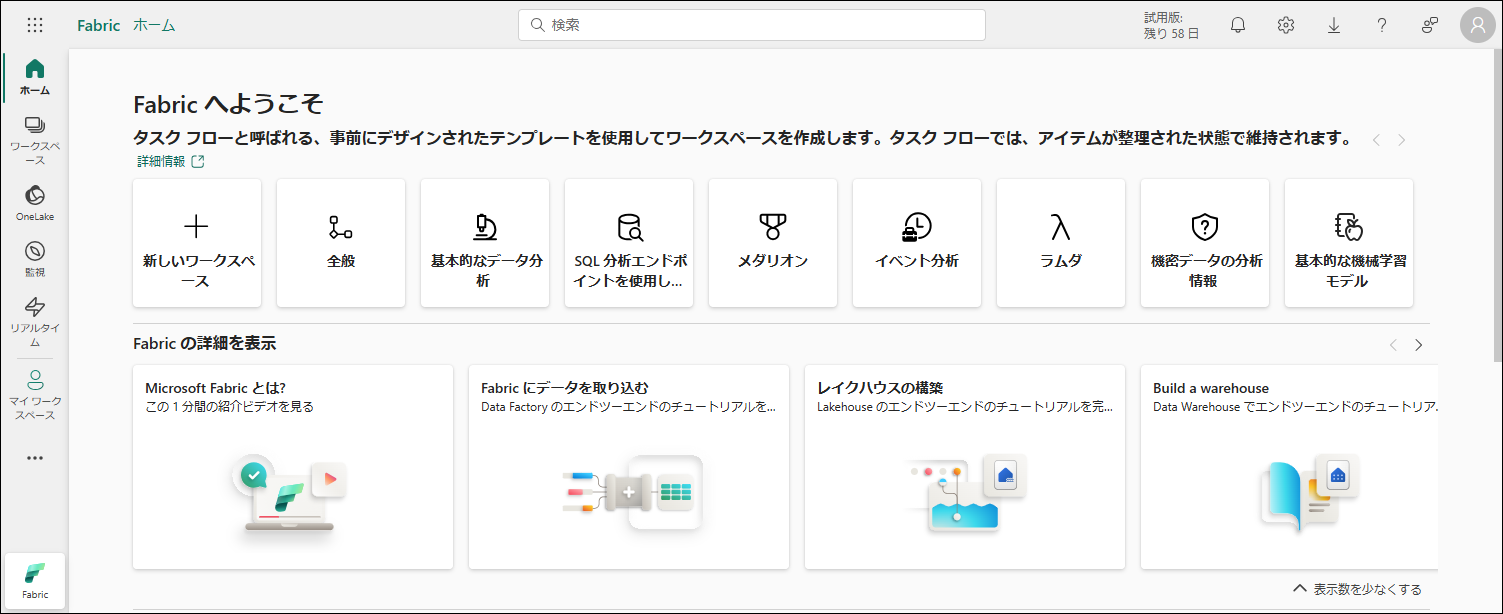 Fabric ホーム
検索
試用版:
残り 58 日
ホーム
ワークスペ
ース
OneLake
監視
リアルタイ
ム
マイ ワーク
スペース
Fabric
Fabric へようこそ
タスク フローと呼ばれる、事前にデザインされたテンプレートを使用してワークスペースを作成します。タスク フローでは、アイテムが整理された状態で維持されます。
詳細情報
新しいワークスペ
ース
全般
基本的なデータ分
析
SQL 分析エンドポ
イントを使用し...
メダリオン
イベント分析
ラムダ
機密データの分析
情報
基本的な機械学習
モデル
Fabric の詳細を表示
Microsoft Fabric とは?
この 1 分間の紹介ビデオを見る
Fabric にデータを取り込む
Data Factory のエンドツーエンドのチュートリアルを...
レイクハウスの構築
Lakehouse のエンドツーエンドのチュートリアルを完...
Build a warehouse
Data Warehouse でエンドツーエンドのチュートリア.
表示数を少なくする